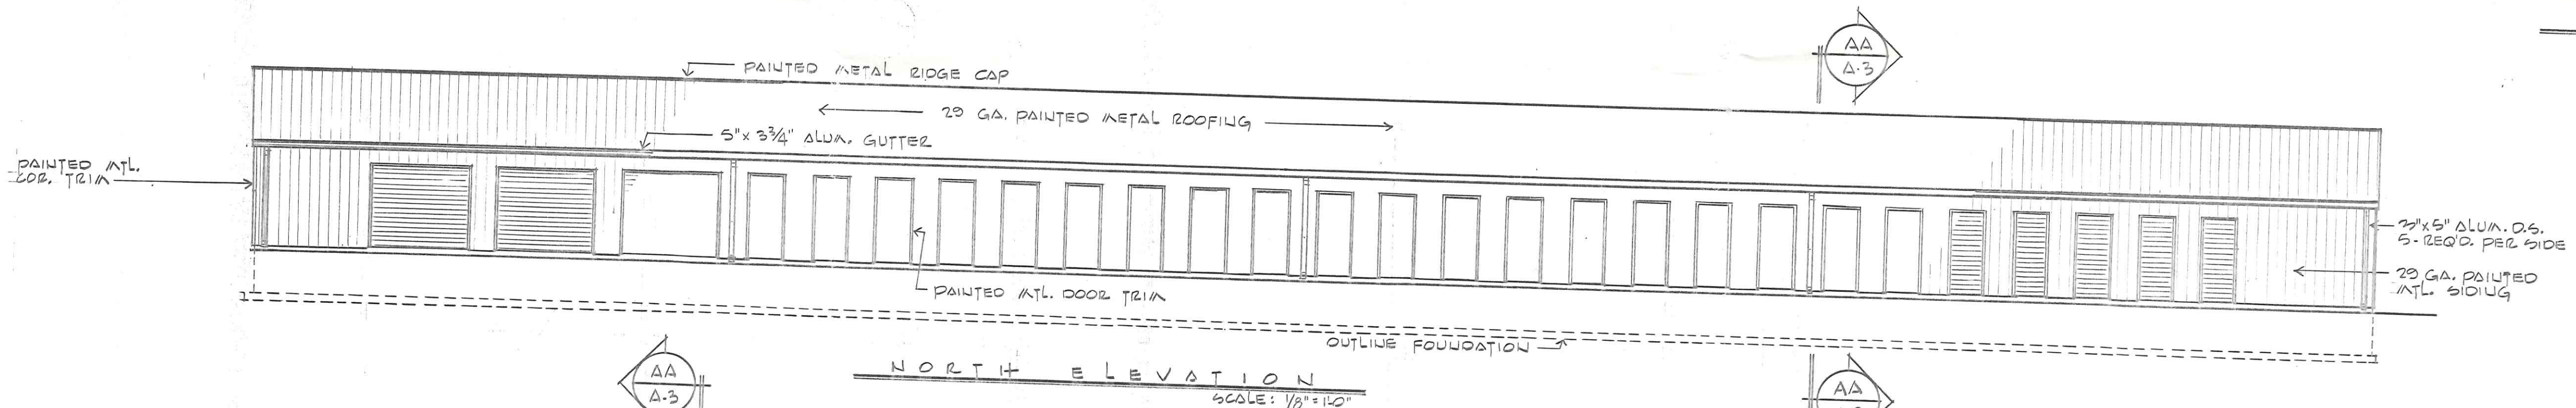 AA
A-3
PAINTED METAL RIDGE CAP
29 GA. PAINTED METAL ROOFING
5"x 3¾" ALUM. GUTTER
PAINTED MTL.
COR. TRIM
3"x5" ALUM. D.S.
5-REQ'D. PER SIDE
29 GA. PAINTED
MTL. SIDING
PAINTED MTL. DOOR TRIM
OUTLINE FOUNDATION
AA
A-3
NORTH ELEVATION
SCALE: 1/8"=1'-0"
AA